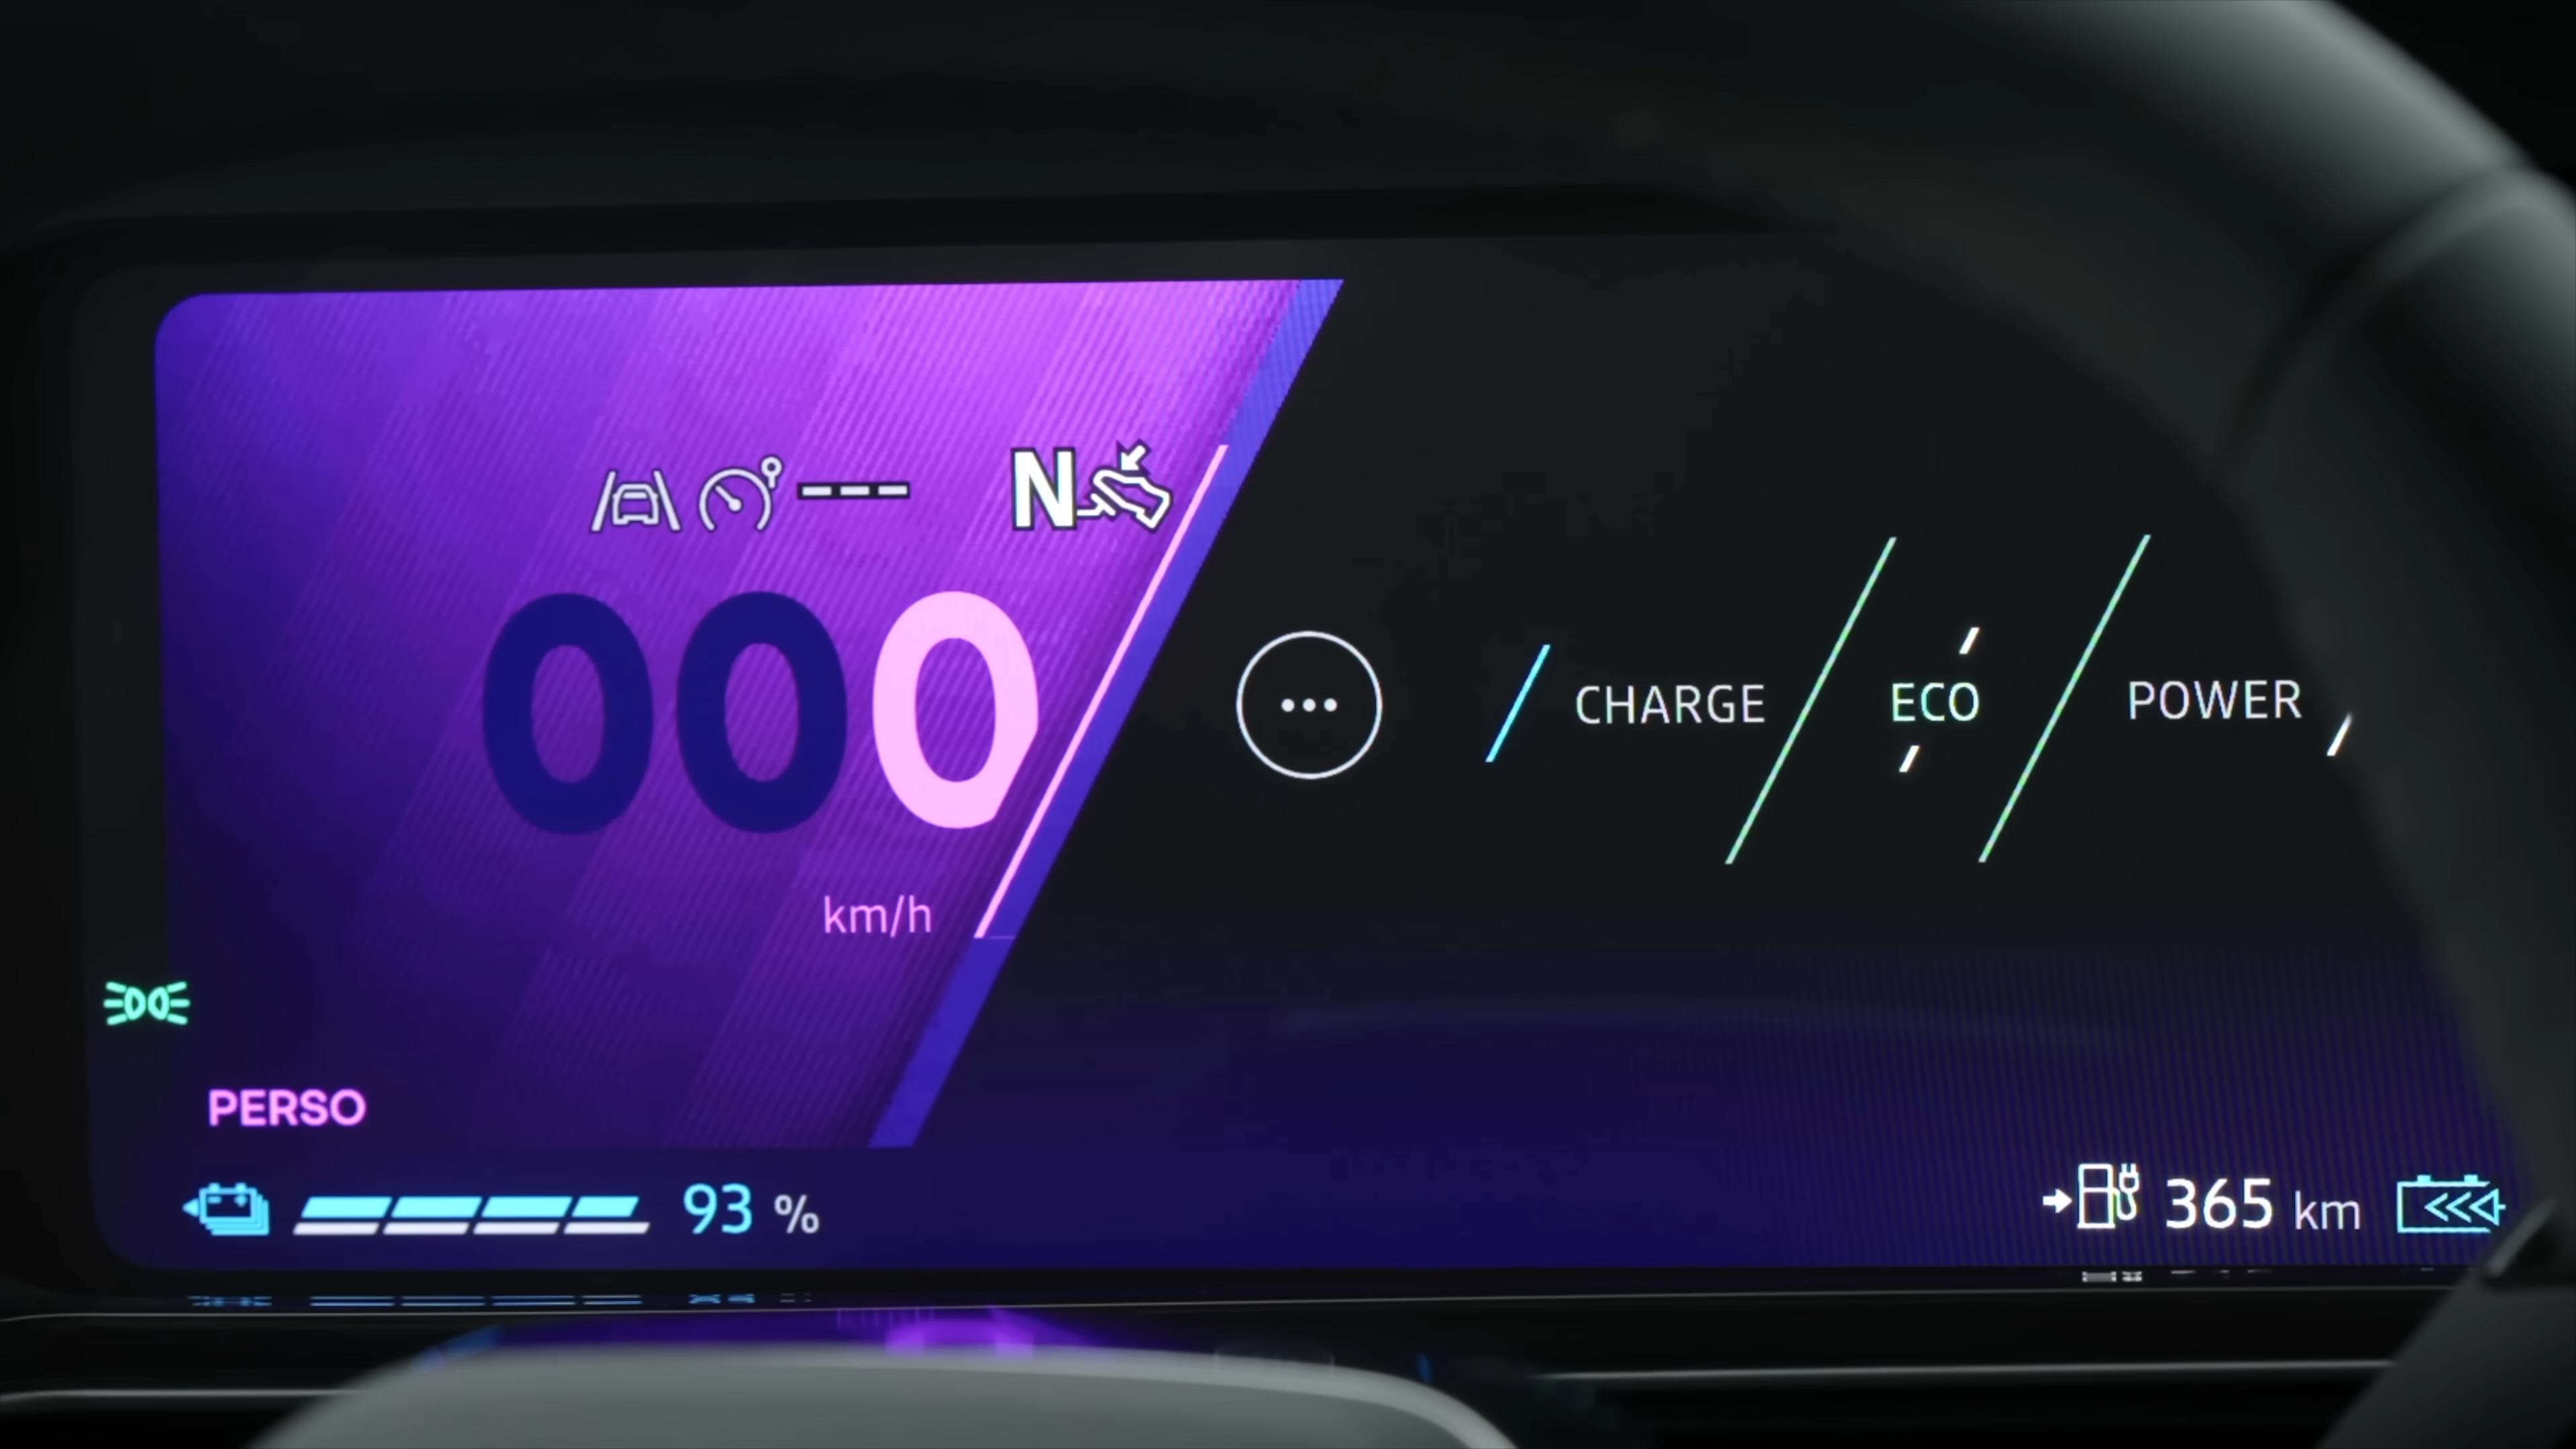 --- N
000
km/h
CHARGE ECO POWER
PERSO
93 %
365 km